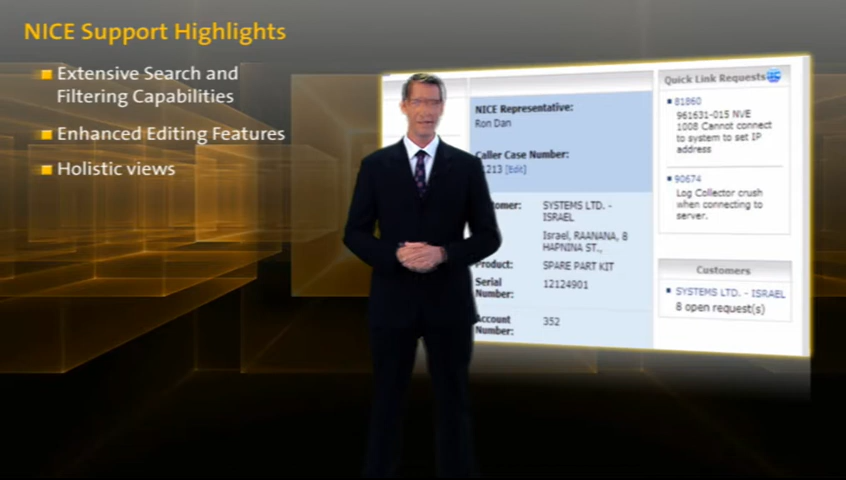 NICE Support Highlights
Extensive Search and
Filtering Capabilities
Enhanced Editing Features
Holistic views
NICE Representative:
Ron Dan
Caller Case Number:
213 [Edit]
SYSTEMS LTD. -
ISRAEL
Israel, RAANANA, 8
HAPNINA ST.,
Product:
SPARE PART KIT
Serial
Number:
12124901
Account
Number:
352
Quick Link Requests
81860
961631-015 NVE
1008 Cannot connect
to system to set IP
address
90674
Log Collector crush
when connecting to
server.
Customers
SYSTEMS LTD. - ISRAEL
8 open request(s)